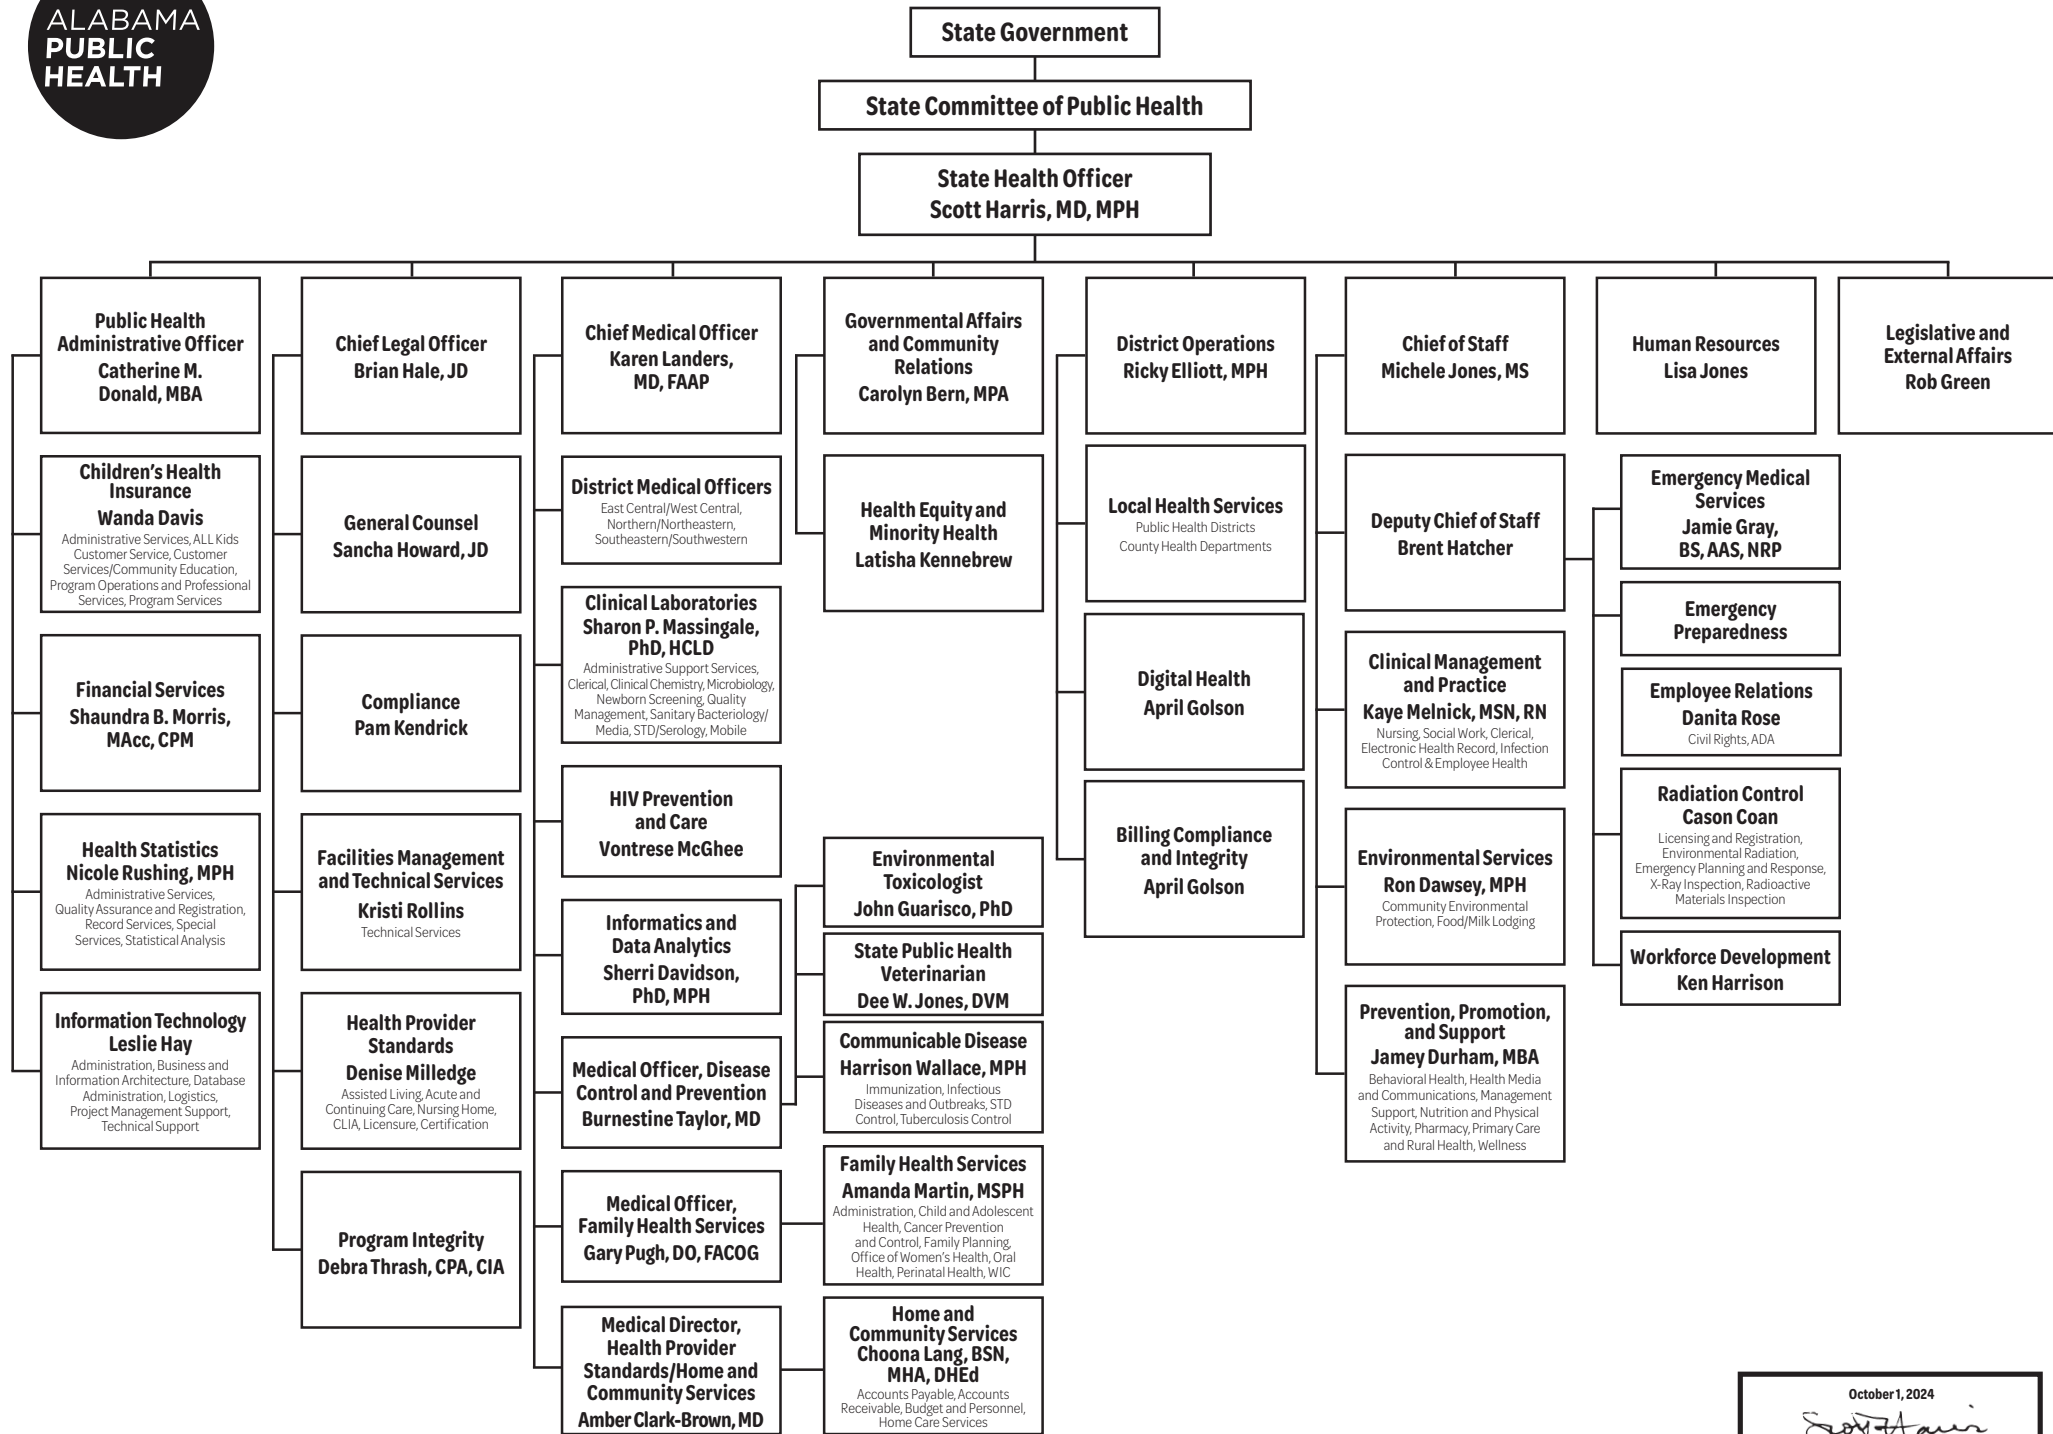 ALABAMA
PUBLIC
HEALTH
State Government
State Committee of Public Health
State Health Officer
Scott Harris, MD, MPH
Public Health
Administrative Officer
Catherine M.
Donald, MBA
Children's Health
Insurance
Wanda Davis
Administrative Services, ALL Kids
Customer Service, Customer
Services/Community Education,
Program Operations and Professional
Services, Program Services
Financial Services
Shaundra B. Morris,
MAcc, CPM
Health Statistics
Nicole Rushing, MPH
Administrative Services,
Quality Assurance and Registration,
Record Services, Special
Services, Statistical Analysis
Information Technology
Leslie Hay
Administration, Business and
Information Architecture, Database
Administration, Logistics,
Project Management Support,
Technical Support
Chief Legal Officer
Brian Hale, JD
General Counsel
Sancha Howard, JD
Compliance
Pam Kendrick
Facilities Management
and Technical Services
Kristi Rollins
Technical Services
Health Provider
Standards
Denise Milledge
Assisted Living, Acute and
Continuing Care, Nursing Home,
CLIA, Licensure, Certification
Program Integrity
Debra Thrash, CPA, CIA
Chief Medical Officer
Karen Landers,
MD, FAAP
District Medical Officers
East Central/West Central,
Northern/Northeastern,
Southeastern/Southwestern
Clinical Laboratories
Sharon P. Massingale,
PhD, HCLD
Administrative Support Services,
Clerical, Clinical Chemistry, Microbiology,
Newborn Screening, Quality
Management, Sanitary Bacteriology/
Media, STD/Serology, Mobile
HIV Prevention
and Care
Vontrese McGhee
Informatics and
Data Analytics
Sherri Davidson,
PhD, MPH
Medical Officer, Disease
Control and Prevention
Burnestine Taylor, MD
Medical Officer,
Family Health Services
Gary Pugh, DO, FACOG
Medical Director,
Health Provider
Standards/Home and
Community Services
Amber Clark-Brown, MD
Governmental Affairs
and Community
Relations
Carolyn Bern, MPA
Health Equity and
Minority Health
Latisha Kennebrew
Environmental
Toxicologist
John Guarisco, PhD
State Public Health
Veterinarian
Dee W. Jones, DVM
Communicable Disease
Harrison Wallace, MPH
Immunization, Infectious
Diseases and Outbreaks, STD
Control, Tuberculosis Control
Family Health Services
Amanda Martin, MSPH
Administration, Child and Adolescent
Health, Cancer Prevention
and Control, Family Planning,
Office of Women's Health, Oral
Health, Perinatal Health, WIC
Home and
Community Services
Choona Lang, BSN,
MHA, DHEd
Accounts Payable, Accounts
Receivable, Budget and Personnel,
Home Care Services
District Operations
Ricky Elliott, MPH
Local Health Services
Public Health Districts
County Health Departments
Digital Health
April Golson
Billing Compliance
and Integrity
April Golson
Chief of Staff
Michele Jones, MS
Deputy Chief of Staff
Brent Hatcher
Clinical Management
and Practice
Kaye Melnick, MSN, RN
Nursing, Social Work, Clerical,
Electronic Health Record, Infection
Control & Employee Health
Environmental Services
Ron Dawsey, MPH
Community Environmental
Protection, Food/Milk Lodging
Prevention, Promotion,
and Support
Jamey Durham, MBA
Behavioral Health, Health Media
and Communications, Management
Support, Nutrition and Physical
Activity, Pharmacy, Primary Care
and Rural Health, Wellness
Human Resources
Lisa Jones
Emergency Medical
Services
Jamie Gray,
BS, AAS, NRP
Emergency
Preparedness
Employee Relations
Danita Rose
Civil Rights, ADA
Radiation Control
Cason Coan
Licensing and Registration,
Environmental Radiation,
Emergency Planning and Response,
X-Ray Inspection, Radioactive
Materials Inspection
Workforce Development
Ken Harrison
Legislative and
External Affairs
Rob Green
October 1, 2024
Scott Harris